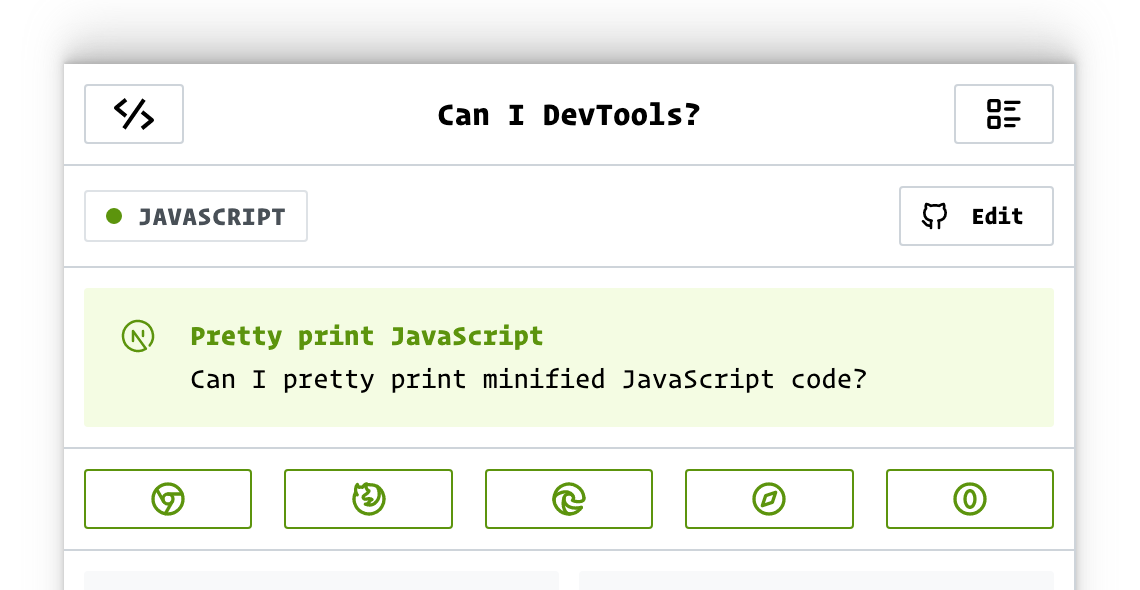 Can I DevTools?
JAVASCRIPT
Edit
Pretty print JavaScript
Can I pretty print minified JavaScript code?